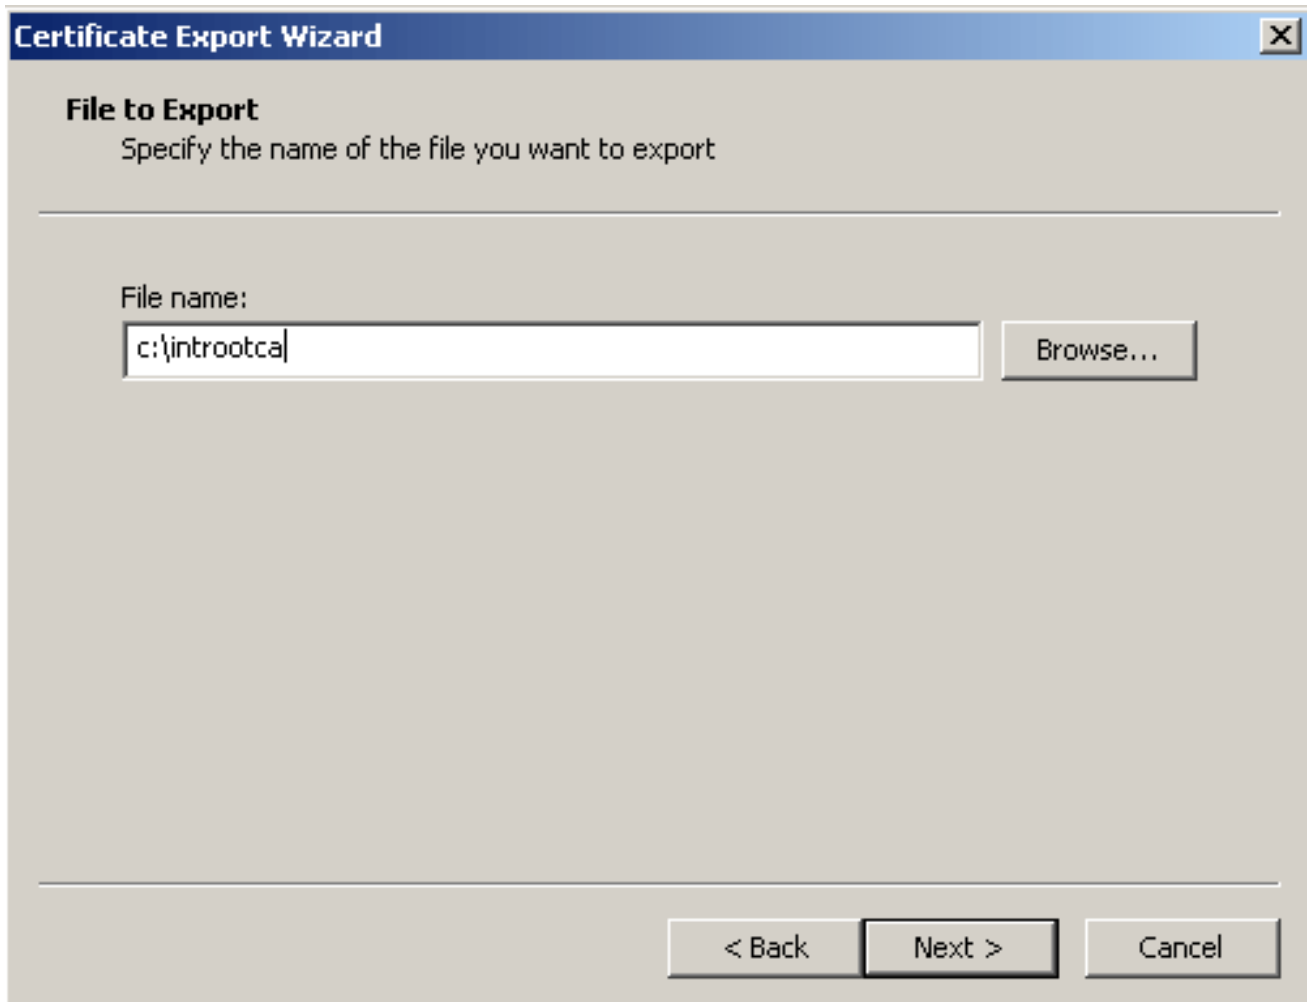 Certificate Export Wizard
File to Export
Specify the name of the file you want to export
File name:
c:\introotca
Browse...
< Back
Next >
Cancel